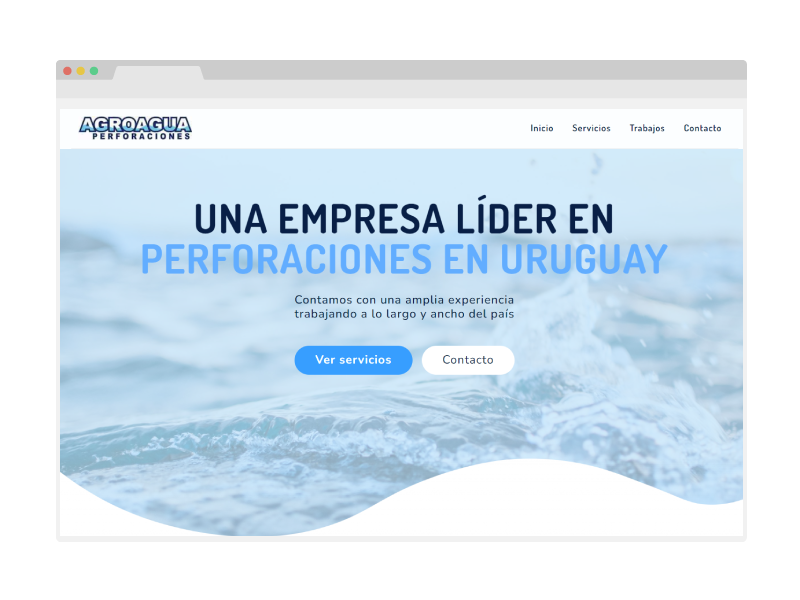 AGROAGUA
PERFORACIONES
Inicio Servicios Trabajos Contacto
UNA EMPRESA LÍDER EN
PERFORACIONES EN URUGUAY
Contamos con una amplia experiencia
trabajando a lo largo y ancho del país
Ver servicios Contacto